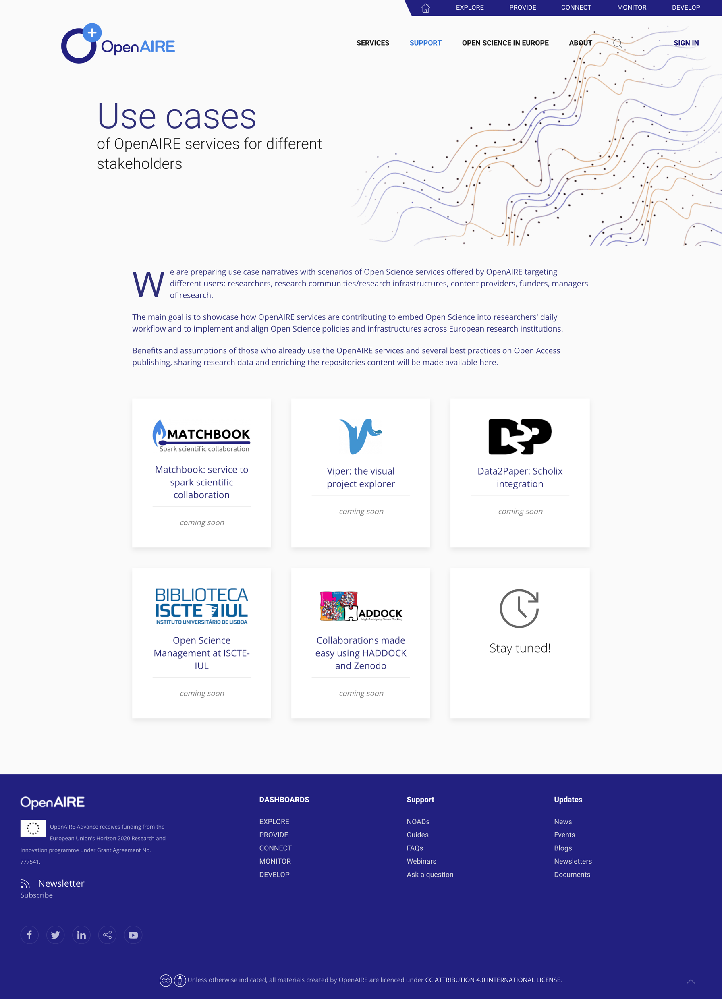 EXPLORE PROVIDE CONNECT MONITOR DEVELOP
OpenAIRE
SERVICES SUPPORT OPEN SCIENCE IN EUROPE ABOUT SIGN IN
Use cases
of OpenAIRE services for different
stakeholders
We are preparing use case narratives with scenarios of Open Science services offered by OpenAIRE targeting
different users: researchers, research communities/research infrastructures, content providers, funders, managers
of research.
The main goal is to showcase how OpenAIRE services are contributing to embed Open Science into researchers' daily
workflow and to implement and align Open Science policies and infrastructures across European research institutions.
Benefits and assumptions of those who already use the OpenAIRE services and several best practices on Open Access
publishing, sharing research data and enriching the repositories content will be made available here.
MATCHBOOK
Spark scientific collaboration
Matchbook: service to
spark scientific
collaboration
coming soon
Viper: the visual
project explorer
coming soon
D2P
Data2Paper: Scholix
integration
coming soon
BIBLIOTECA
ISCTE IUL
INSTITUTO UNIVERSITÁRIO DE LISBOA
Open Science
Management at ISCTE-
IUL
coming soon
HADDOCK
High-Ambiguity Driven Docking
Collaborations made
easy using HADDOCK
and Zenodo
coming soon
Stay tuned!
OpenAIRE
OpenAIRE-Advance receives funding from the
European Union's Horizon 2020 Research and
Innovation programme under Grant Agreement No.
777541.
Newsletter
Subscribe
DASHBOARDS
EXPLORE
PROVIDE
CONNECT
MONITOR
DEVELOP
Support
NOADs
Guides
FAQs
Webinars
Ask a question
Updates
News
Events
Blogs
Newsletters
Documents
Unless otherwise indicated, all materials created by OpenAIRE are licenced under CC ATTRIBUTION 4.0 INTERNATIONAL LICENSE.